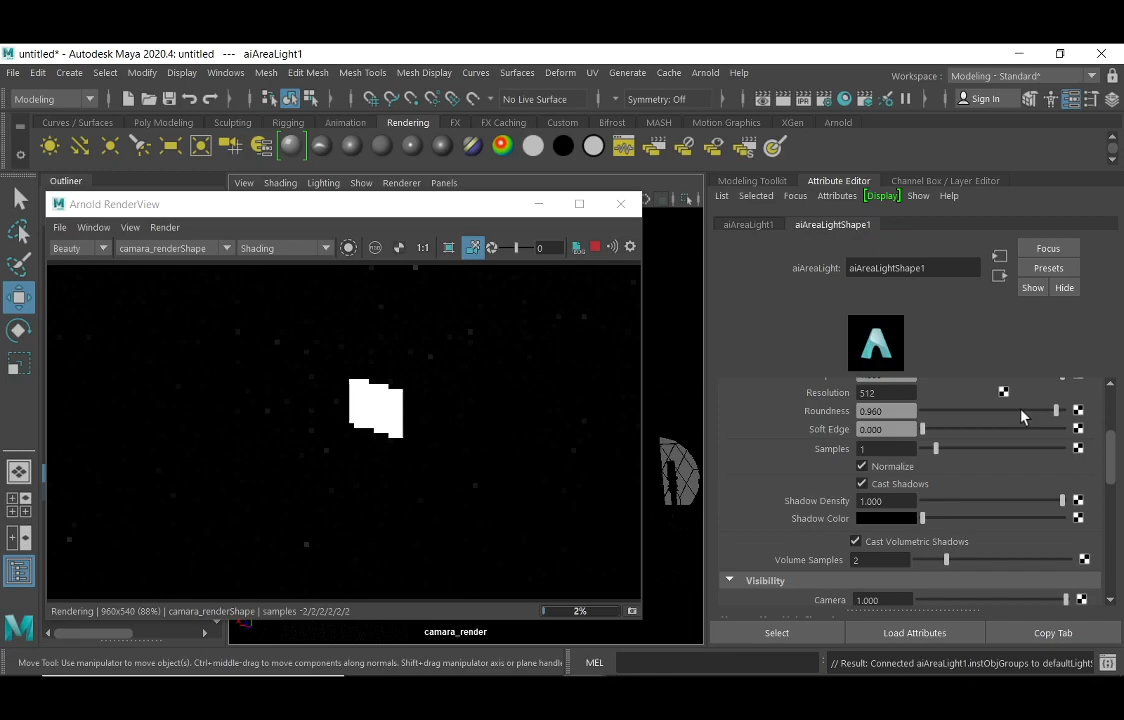 untitled* - Autodesk Maya 2020.4: untitled --- aiAreaLight1
File Edit Create Select Modify Display Windows Mesh Edit Mesh Mesh Tools Mesh Display Curves Surfaces Deform UV Generate Cache Arnold Help
Workspace : Modeling - Standard*
Modeling No Live Surface Symmetry: Off IPR Sign In
Curves / Surfaces Poly Modeling Sculpting Rigging Animation Rendering FX FX Caching Custom Bifrost MASH Motion Graphics XGen Arnold
Outliner
View Shading Lighting Show Renderer Panels
Modeling Toolkit Attribute Editor Channel Box / Layer Editor
List Selected Focus Attributes Display Show Help
Arnold RenderView
File Window View Render
Beauty camara_renderShape Shading 1:1 0
aiAreaLight1 aiAreaLightShape1
aiAreaLight: aiAreaLightShape1
Focus
Presets
Show Hide
Resolution 512
Roundness 0.960
Soft Edge 0.000
Samples 1
Normalize
Cast Shadows
Shadow Density 1.000
Shadow Color
Cast Volumetric Shadows
Volume Samples 2
Visibility
Camera 1.000
Rendering | 960x540 (88%) | camara_renderShape | samples -2/2/2/2/2/2
2%
camara_render
Select Load Attributes Copy Tab
Move Tool: Use manipulator to move object(s). Ctrl+middle-drag to move components along normals. Shift+drag manipulator axis or plane handl
MEL
// Result: Connected aiAreaLight1.instObjGroups to defaultLight